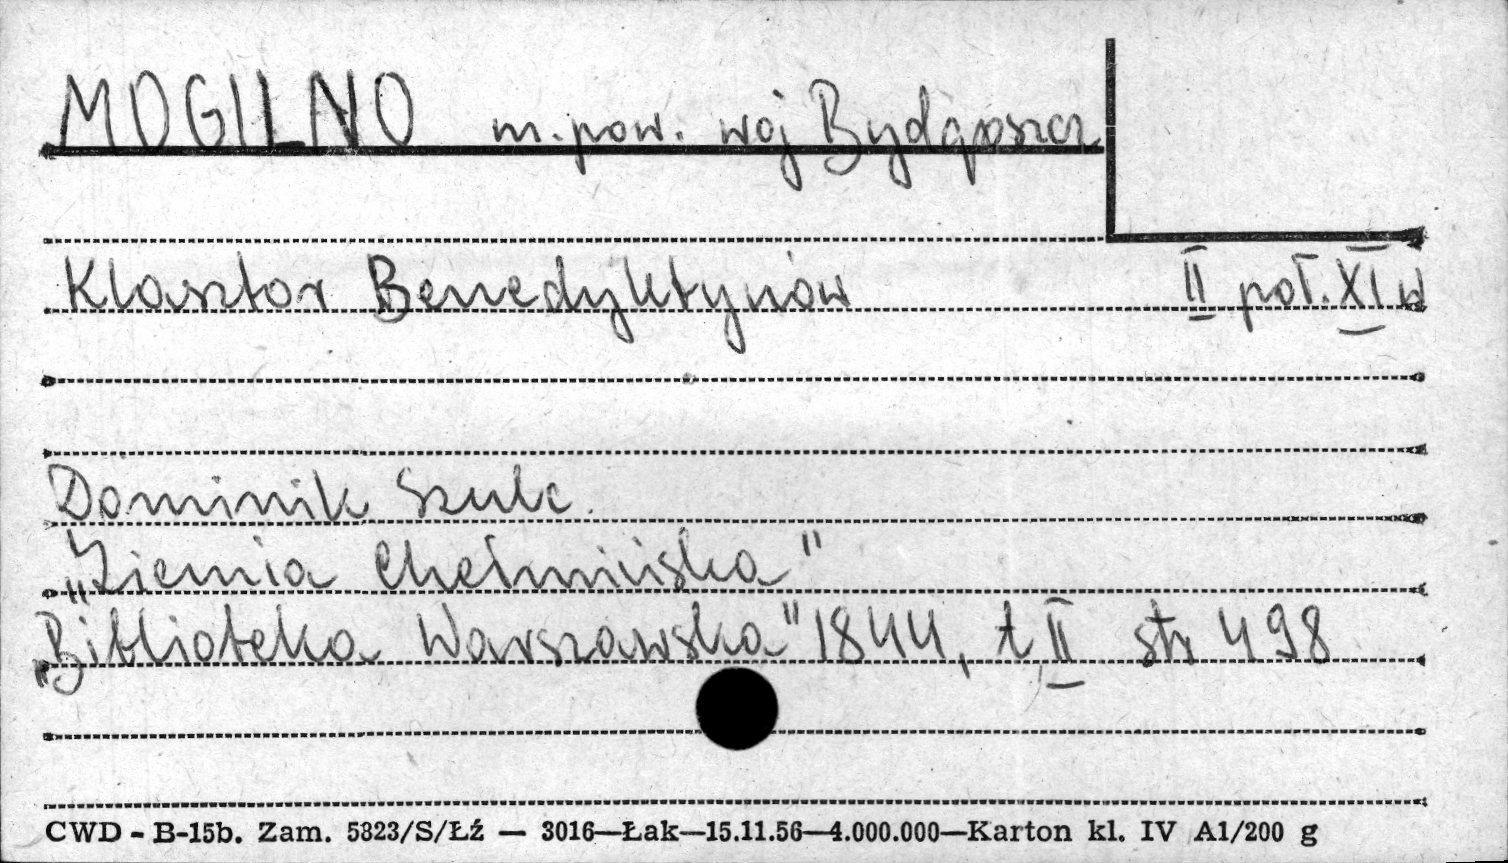 MOGILNO m. pow. woj Bydgoszcz
Klasztor Benedyktynów II poł. XI w
Dominik Szulc.
„Ziemia Chełmińska"
„Biblioteka Warszawska" 1844, t. II str 498
CWD - B-15b. Zam. 5823/S/Łź — 3016—Łak—15.11.56—4.000.000—Karton kl. IV A1/200 g